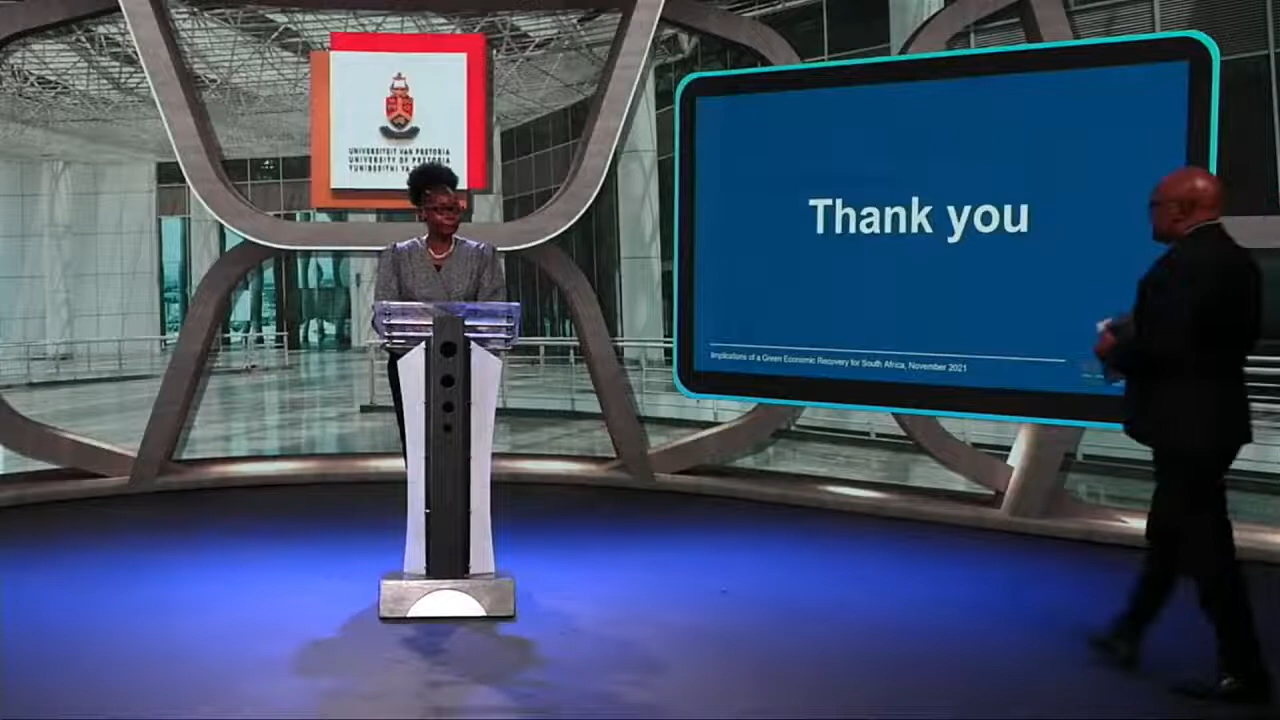 UNIVERSITEIT VAN PRETORIA
UNIVERSITY OF PRETORIA
YUNIBESITHI YA
Thank you
Implications of a Green Economic Recovery for South Africa, November 2021